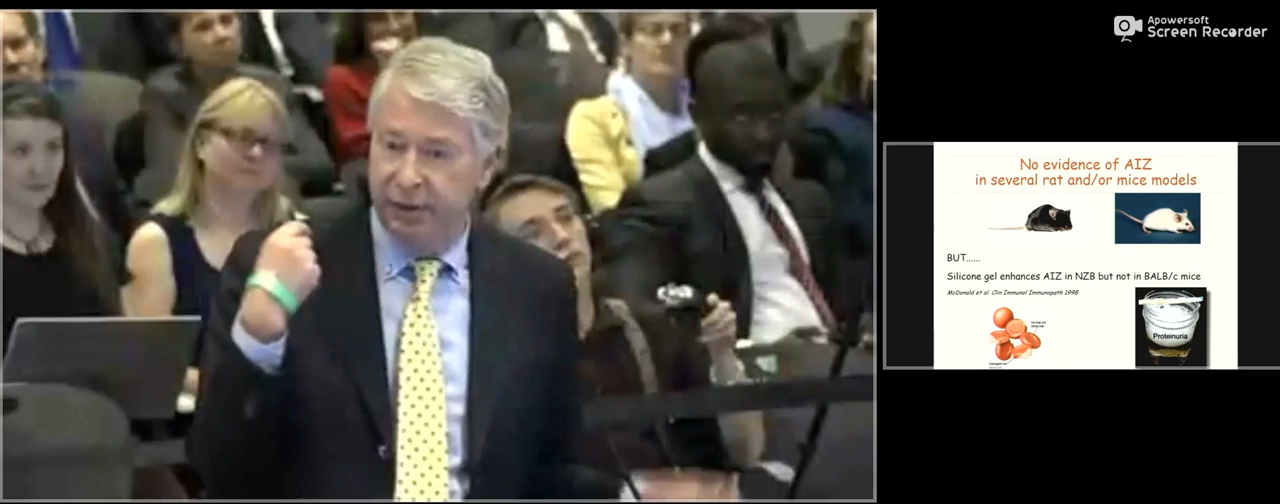 Apowersoft
Screen Recorder
No evidence of AIZ
in several rat and/or mice models
BUT......
Silicone gel enhances AIZ in NZB but not in BALB/c mice
McDonald et al. Clin Immunol Immunopath 1998
Proteinuria